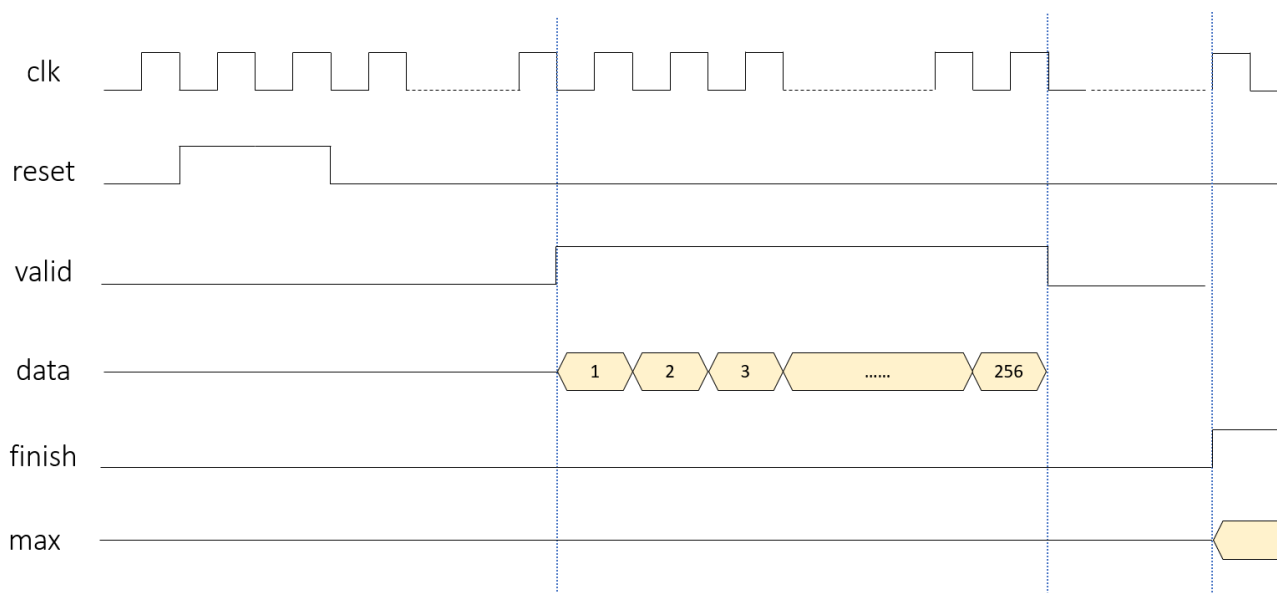 clk
reset
valid
data
1 2 3 ...... 256
finish
max